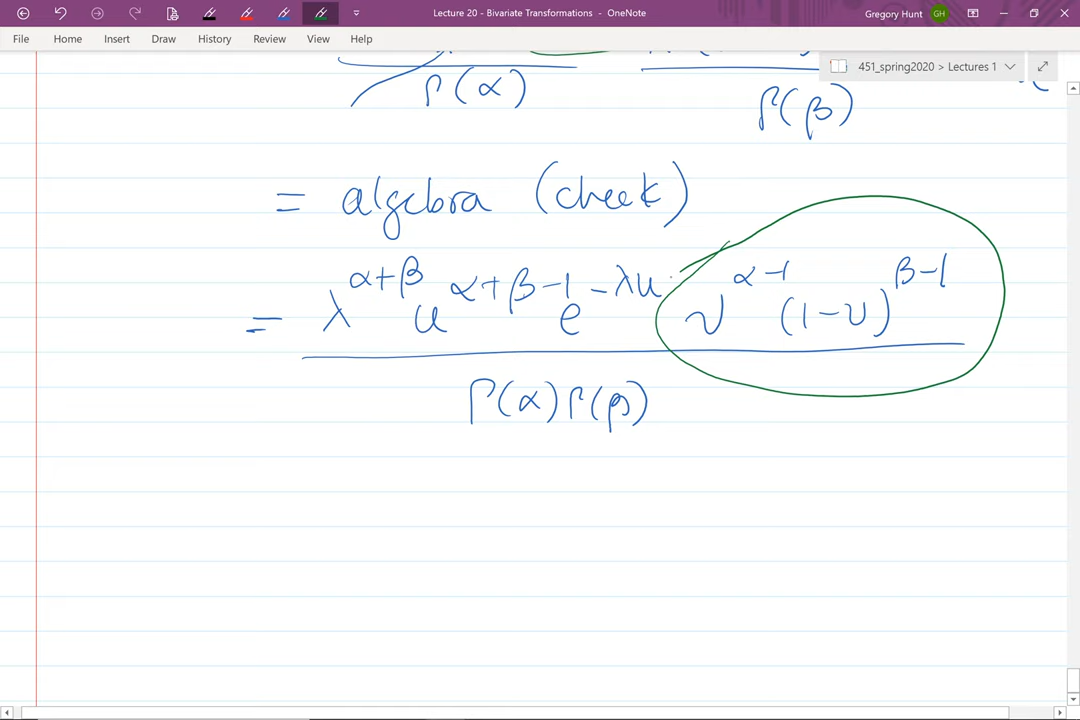 Lecture 20 - Bivariate Transformations - OneNote
Gregory Hunt GH
File Home Insert Draw History Review View Help
451_spring2020 > Lectures 1
Γ(α) Γ(β)
= algebra (check)
= λ^{α+β} u^{α+β-1} e^{-λu} · v^{α-1} (1-v)^{β-1}
Γ(α)Γ(β)